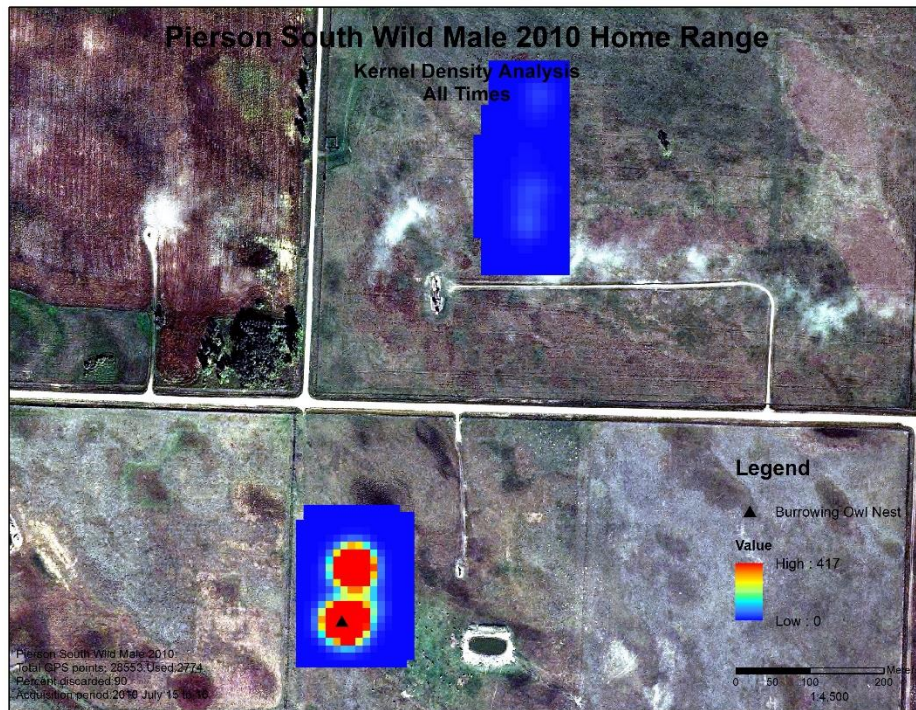 Pierson South Wild Male 2010 Home Range
Kernel Density Analysis
All Times
Legend
Burrowing Owl Nest
Value
High : 417
Low : 0
Pierson South Wild Male 2010
Total GPS points: 28553 Used:2774
Percent discarded:90
Acquisition period:2010 July 15 to
0 50 100 200
1:4,500